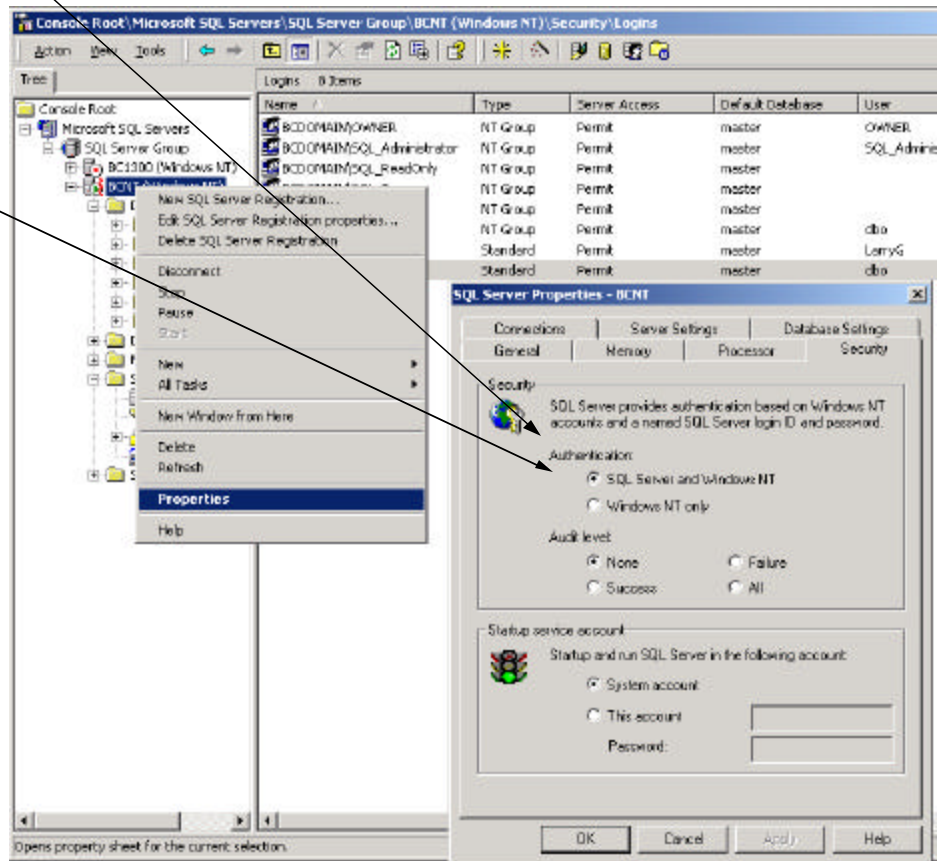 Console Root\Microsoft SQL Servers\SQL Server Group\BCNT (Windows NT)\Security\Logins
Action View Tools
Tree
Logins 8 Items
Console Root
Microsoft SQL Servers
SQL Server Group
BC1300 (Windows NT)
BCNT (Windows NT)
Name Type Server Access Default Database User
BCDOMAIN\OWNER NT Group Permit master OWNER
BCDOMAIN\SQL_Administrator NT Group Permit master SQL_Adminis
BCDOMAIN\SQL_ReadOnly NT Group Permit master
NT Group Permit master
NT Group Permit master
NT Group Permit master dbo
Standard Permit master LarryG
Standard Permit master dbo
New SQL Server Registration...
Edit SQL Server Registration properties...
Delete SQL Server Registration
Disconnect
Stop
Pause
Start
New
All Tasks
New Window from Here
Delete
Refresh
Properties
Help
SQL Server Properties - BCNT
Connections Server Settings Database Settings
General Memory Processor Security
Security
SQL Server provides authentication based on Windows NT
accounts and a named SQL Server login ID and password.
Authentication:
SQL Server and Windows NT
Windows NT only
Audit level:
None Failure
Success All
Startup service account
Startup and run SQL Server in the following account:
System account
This account
Password:
OK Cancel Apply Help
Opens property sheet for the current selection.